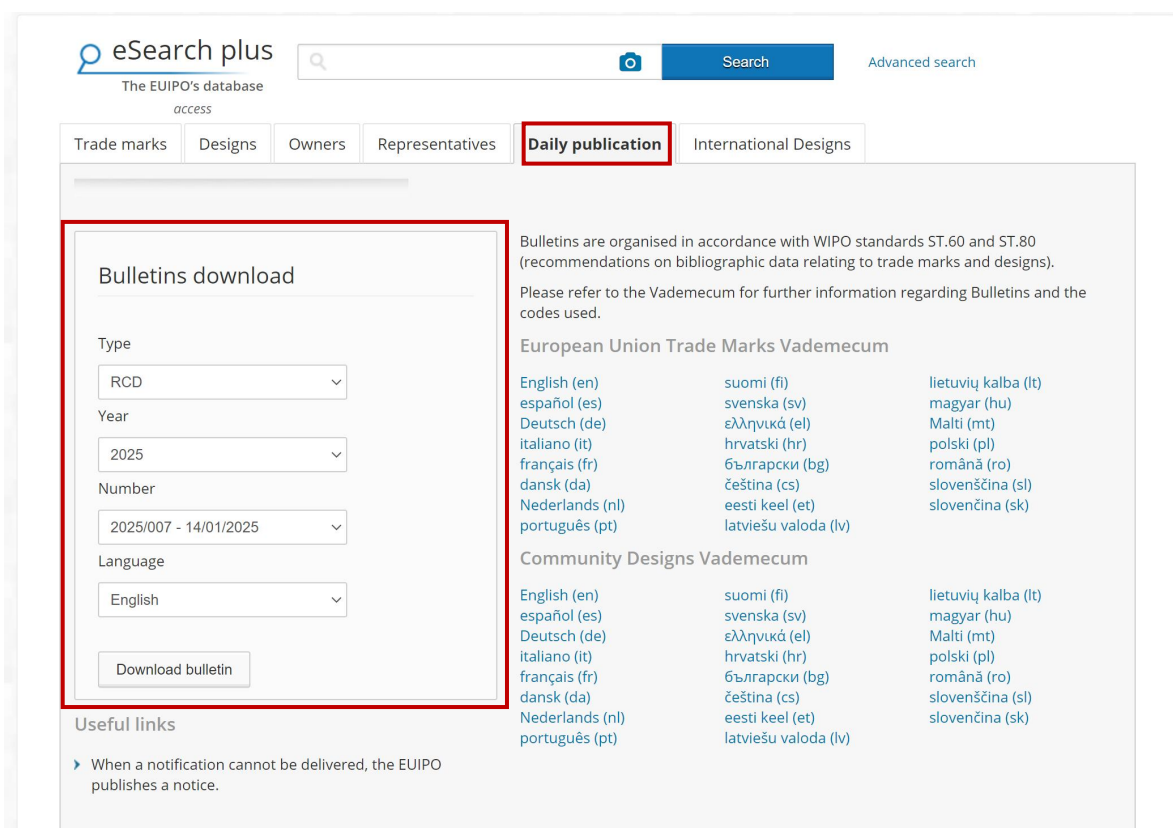 eSearch plus
The EUIPO's database
access
Search
Advanced search
Trade marks
Designs
Owners
Representatives
Daily publication
International Designs
Bulletins download
Type
RCD
Year
2025
Number
2025/007 - 14/01/2025
Language
English
Download bulletin
Useful links
When a notification cannot be delivered, the EUIPO
publishes a notice.
Bulletins are organised in accordance with WIPO standards ST.60 and ST.80
(recommendations on bibliographic data relating to trade marks and designs).
Please refer to the Vademecum for further information regarding Bulletins and the
codes used.
European Union Trade Marks Vademecum
English (en) suomi (fi) lietuvių kalba (lt)
español (es) svenska (sv) magyar (hu)
Deutsch (de) ελληνικά (el) Malti (mt)
italiano (it) hrvatski (hr) polski (pl)
français (fr) български (bg) română (ro)
dansk (da) čeština (cs) slovenščina (sl)
Nederlands (nl) eesti keel (et) slovenčina (sk)
português (pt) latviešu valoda (lv)
Community Designs Vademecum
English (en) suomi (fi) lietuvių kalba (lt)
español (es) svenska (sv) magyar (hu)
Deutsch (de) ελληνικά (el) Malti (mt)
italiano (it) hrvatski (hr) polski (pl)
français (fr) български (bg) română (ro)
dansk (da) čeština (cs) slovenščina (sl)
Nederlands (nl) eesti keel (et) slovenčina (sk)
português (pt) latviešu valoda (lv)